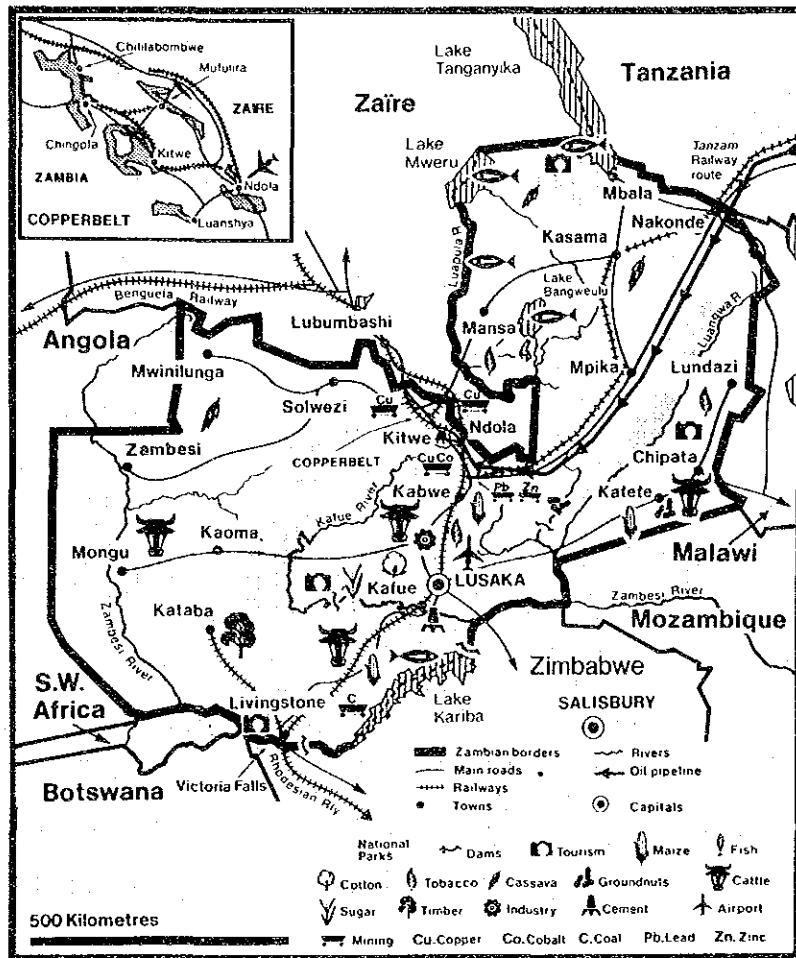 Chililabombwe
Mufulira
ZAÏRE
Chingola
Kitwe
ZAMBIA
Ndola
COPPERBELT
Luanshya
Lake
Tanganyika
Tanzania
Zaïre
Lake
Mweru
Tanzam
Railway
route
Mbala
Nakonde
Luapula R.
Kasama
Lake
Bangweulu
Luangwa R.
Benguela Railway
Lubumbashi
Angola
Mansa
Mwinilunga
Mpika
Lundazi
Solwezi
Cu
Cu
Ndola
Kitwe
Zambesi
COPPERBELT
CuCo
Chipata
Pb
Zn
Kabwe
Katete
Kafue River
Kaoma
Mongu
Malawi
Kafue
LUSAKA
Zambesi River
Kataba
Mozambique
Zambesi River
Zimbabwe
S.W.
Africa
Livingstone
C
Lake
Kariba
SALISBURY
Botswana
Victoria Falls
Rhodesian Rly
Zambian borders
Rivers
Main roads
Oil pipeline
Railways
Towns
Capitals
National
Parks
Dams
Tourism
Maize
Fish
Cotton
Tobacco
Cassava
Groundnuts
Cattle
Sugar
Timber
Industry
Cement
Airport
500 Kilometres
Mining
Cu.Copper
Co.Cobalt
C.Coal
Pb.Lead
Zn.Zinc